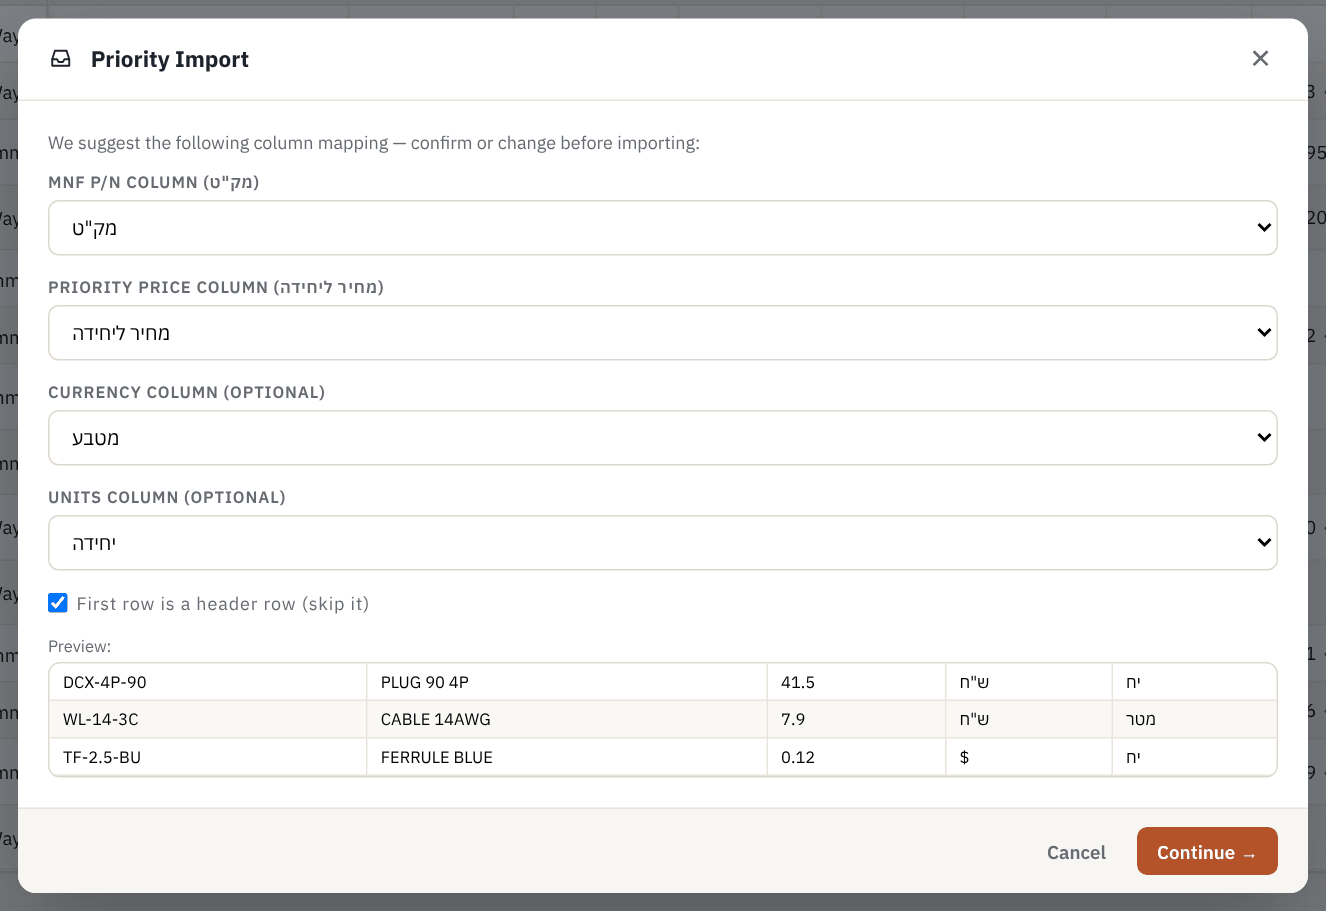 Priority Import
We suggest the following column mapping — confirm or change before importing:
MNF P/N COLUMN (מק"ט)
מק"ט
PRIORITY PRICE COLUMN (מחיר ליחידה)
מחיר ליחידה
CURRENCY COLUMN (OPTIONAL)
מטבע
UNITS COLUMN (OPTIONAL)
יחידה
First row is a header row (skip it)
Preview:
DCX-4P-90 PLUG 90 4P 41.5 ש"ח יח
WL-14-3C CABLE 14AWG 7.9 ש"ח מטר
TF-2.5-BU FERRULE BLUE 0.12 $ יח
Cancel Continue →